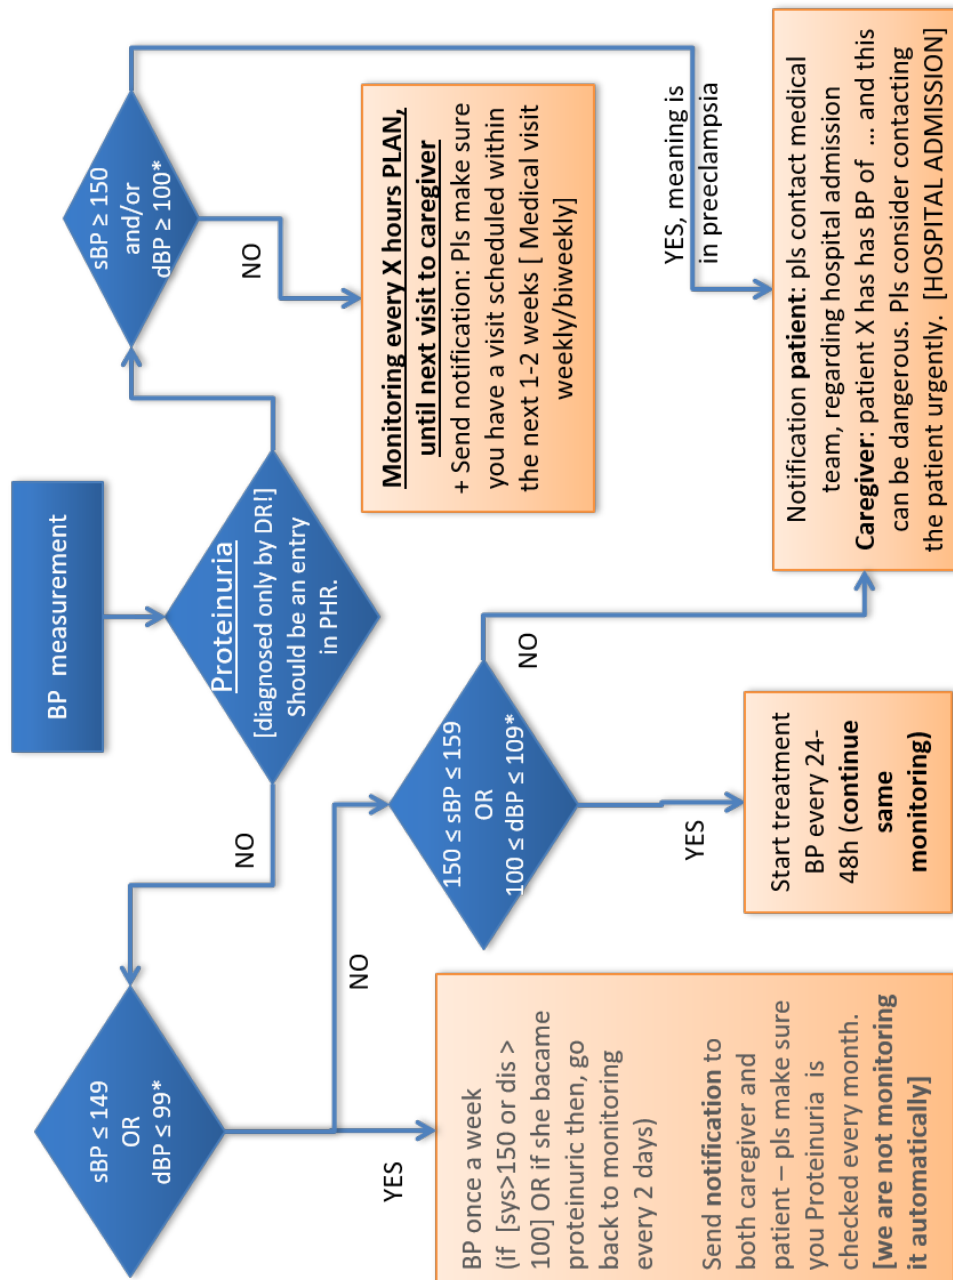 BP measurement
Proteinuria
[diagnosed only by DR!]
Should be an entry
in PHR.
sBP ≥ 150
and/or
dBP ≥ 100*
NO
Monitoring every X hours PLAN,
until next visit to caregiver
+ Send notification: Pls make sure
you have a visit scheduled within
the next 1-2 weeks [ Medical visit
weekly/biweekly]
YES, meaning is
in preeclampsia
Notification patient: pls contact medical
team, regarding hospital admission
Caregiver: patient X has has BP of ... and this
can be dangerous. Pls consider contacting
the patient urgently. [HOSPITAL ADMISSION]
NO
sBP ≤ 149
OR
dBP ≤ 99*
NO
150 ≤ sBP ≤ 159
OR
100 ≤ dBP ≤ 109*
NO
YES
Start treatment
BP every 24-
48h (continue
same
monitoring)
YES
BP once a week
(if [sys>150 or dis >
100] OR if she bacame
proteinuric then, go
back to monitoring
every 2 days)
Send notification to
both caregiver and
patient – pls make sure
you Proteinuria is
checked every month.
[we are not monitoring
it automatically]